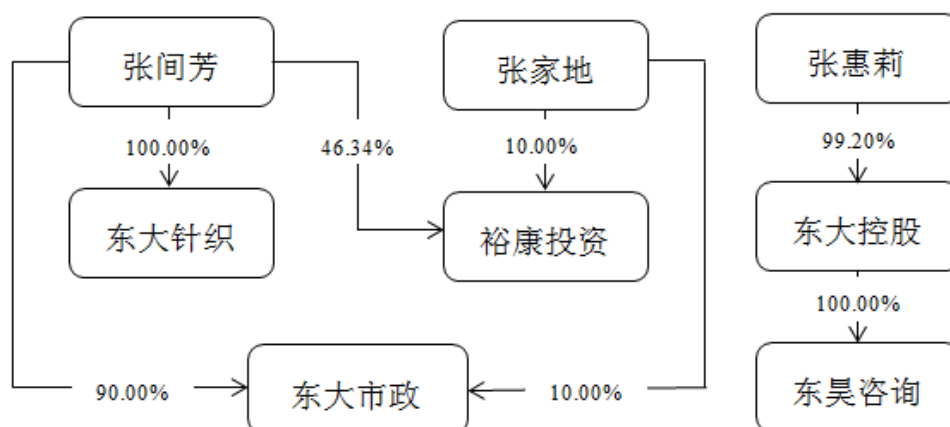 张间芳
张家地
张惠莉
100.00%
46.34%
10.00%
99.20%
东大针织
裕康投资
东大控股
100.00%
东大市政
东昊咨询
90.00%
10.00%